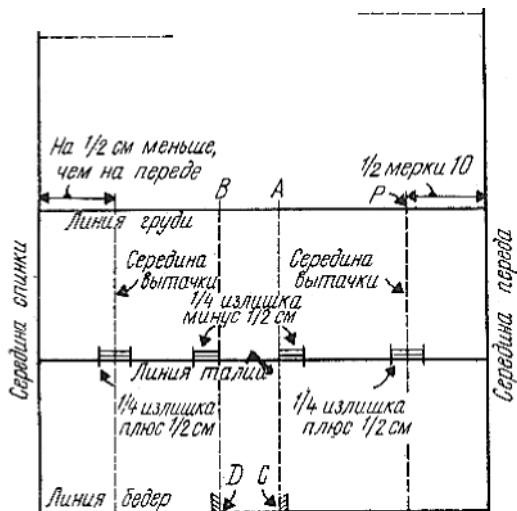 На 1/2 см меньше,
чем на переде
B
A
P
1/2 мерки 10
Линия груди
Середина спинки
Середина
вытачки
1/4 излишка
минус 1/2 см
Середина
вытачки
Середина переда
Линия талии
1/4 излишка
плюс 1/2 см
1/4 излишка
плюс 1/2 см
D
C
Линия бедер